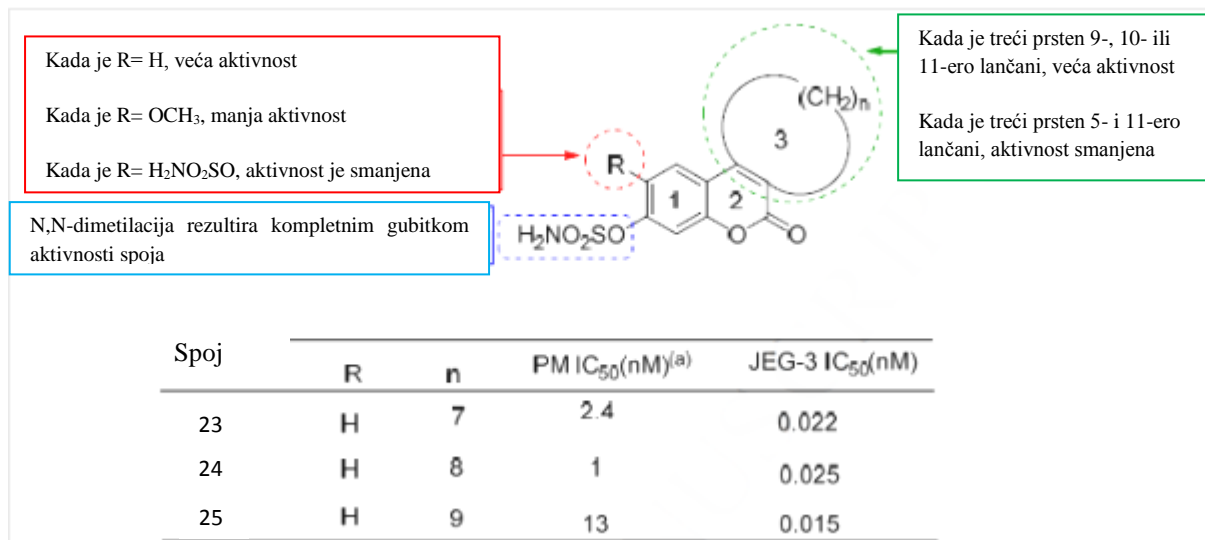 Kada je R= H, veća aktivnost
Kada je R= OCH₃, manja aktivnost
Kada je R= H₂NO₂SO, aktivnost je smanjena
N,N-dimetilacija rezultira kompletnim gubitkom
aktivnosti spoja
Kada je treći prsten 9-, 10- ili
11-ero lančani, veća aktivnost
Kada je treći prsten 5- i 11-ero
lančani, aktivnost smanjena
(CH₂)n
3
R
1
2
H₂NO₂SO
O
O
Spoj R n PM IC₅₀(nM)⁽ᵃ⁾ JEG-3 IC₅₀(nM)
23 H 7 2.4 0.022
24 H 8 1 0.025
25 H 9 13 0.015